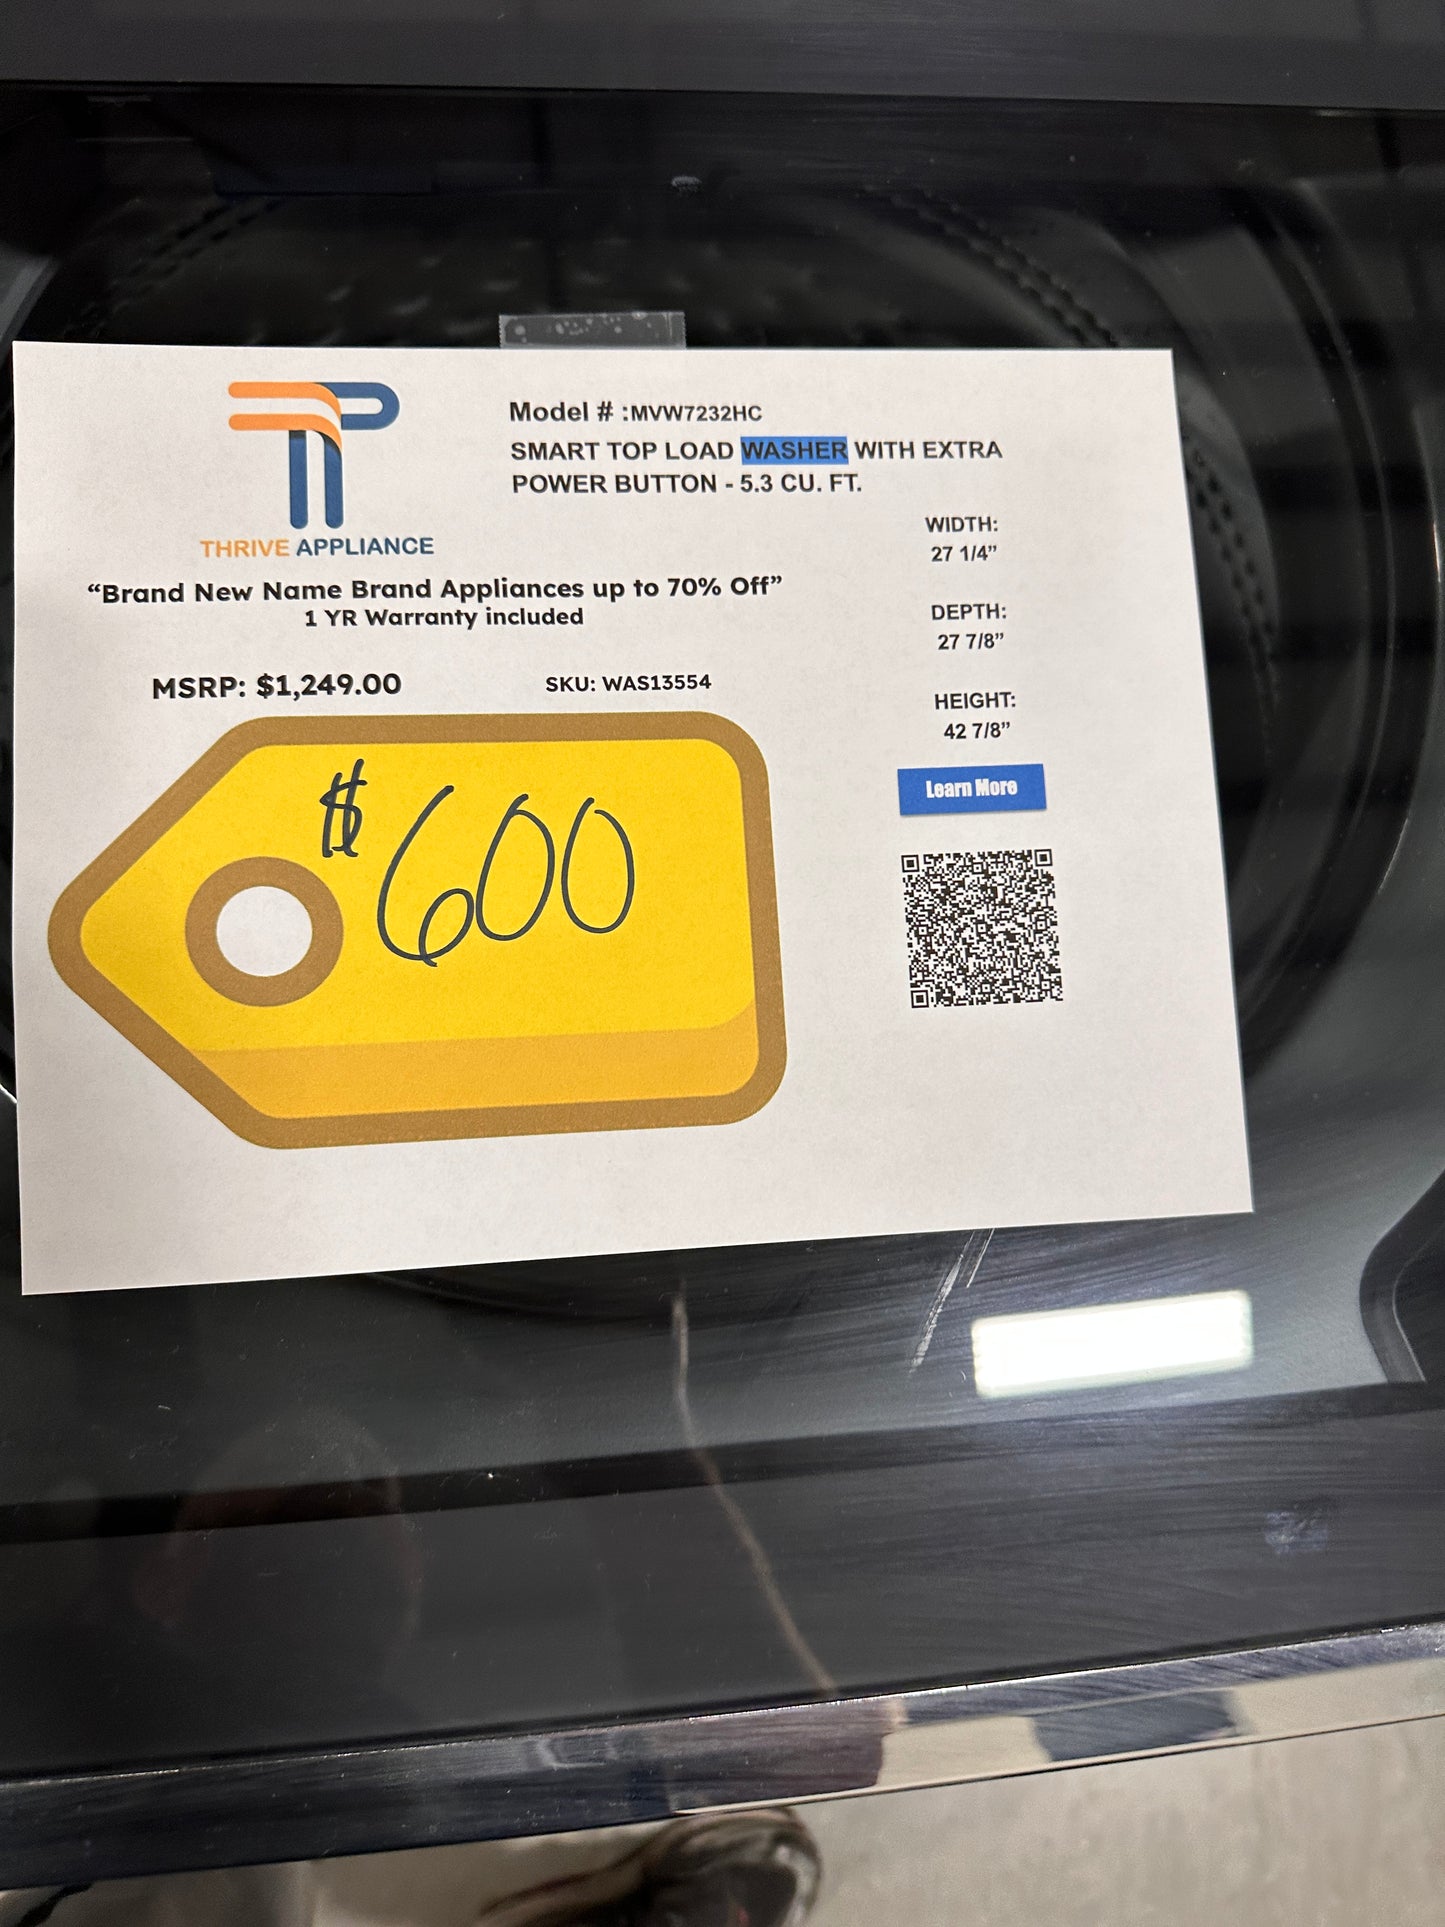 Model # :MVW7232HC
SMART TOP LOAD WASHER WITH EXTRA
POWER BUTTON - 5.3 CU. FT.
THRIVE APPLIANCE
“Brand New Name Brand Appliances up to 70% Off”
1 YR Warranty included
MSRP: $1,249.00
SKU: WAS13554
$600
WIDTH:
27 1/4”
DEPTH:
27 7/8”
HEIGHT:
42 7/8”
Learn More